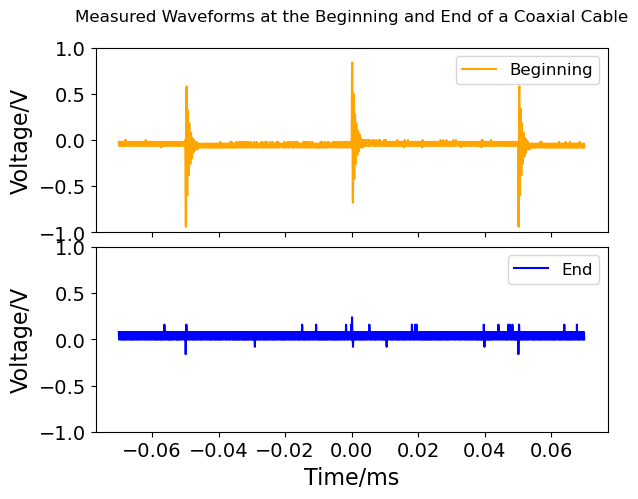 Measured Waveforms at the Beginning and End of a Coaxial Cable
1.0
0.5
0.0
−0.5
−1.0
Voltage/V
Beginning
1.0
0.5
0.0
−0.5
−1.0
Voltage/V
End
−0.06 −0.04 −0.02 0.00 0.02 0.04 0.06
Time/ms